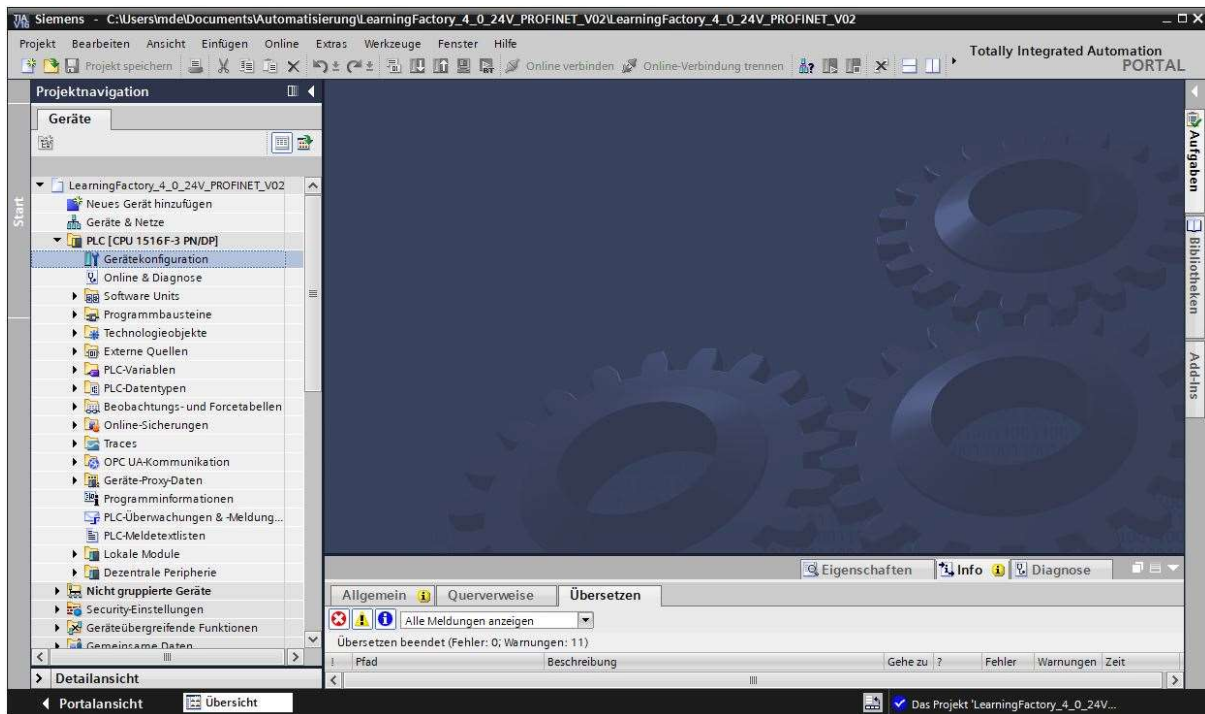 Siemens - C:\Users\mde\Documents\Automatisierung\LearningFactory_4_0_24V_PROFINET_V02\LearningFactory_4_0_24V_PROFINET_V02
Projekt Bearbeiten Ansicht Einfügen Online Extras Werkzeuge Fenster Hilfe
Totally Integrated Automation
PORTAL
Projekt speichern Online verbinden Online-Verbindung trennen
Projektnavigation
Geräte
Start
LearningFactory_4_0_24V_PROFINET_V02
Neues Gerät hinzufügen
Geräte & Netze
PLC [CPU 1516F-3 PN/DP]
Gerätekonfiguration
Online & Diagnose
Software Units
Programmbausteine
Technologieobjekte
Externe Quellen
PLC-Variablen
PLC-Datentypen
Beobachtungs- und Forcetabellen
Online-Sicherungen
Traces
OPC UA-Kommunikation
Geräte-Proxy-Daten
Programminformationen
PLC-Überwachungen & -Meldung...
PLC-Meldetextlisten
Lokale Module
Dezentrale Peripherie
Nicht gruppierte Geräte
Security-Einstellungen
Geräteübergreifende Funktionen
Gemeinsame Daten
Detailansicht
Aufgaben
Bibliotheken
Add-Ins
Eigenschaften Info Diagnose
Allgemein Querverweise Übersetzen
Alle Meldungen anzeigen
Übersetzen beendet (Fehler: 0; Warnungen: 11)
! Pfad Beschreibung Gehe zu ? Fehler Warnungen Zeit
Portalansicht Übersicht Das Projekt 'LearningFactory_4_0_24V...